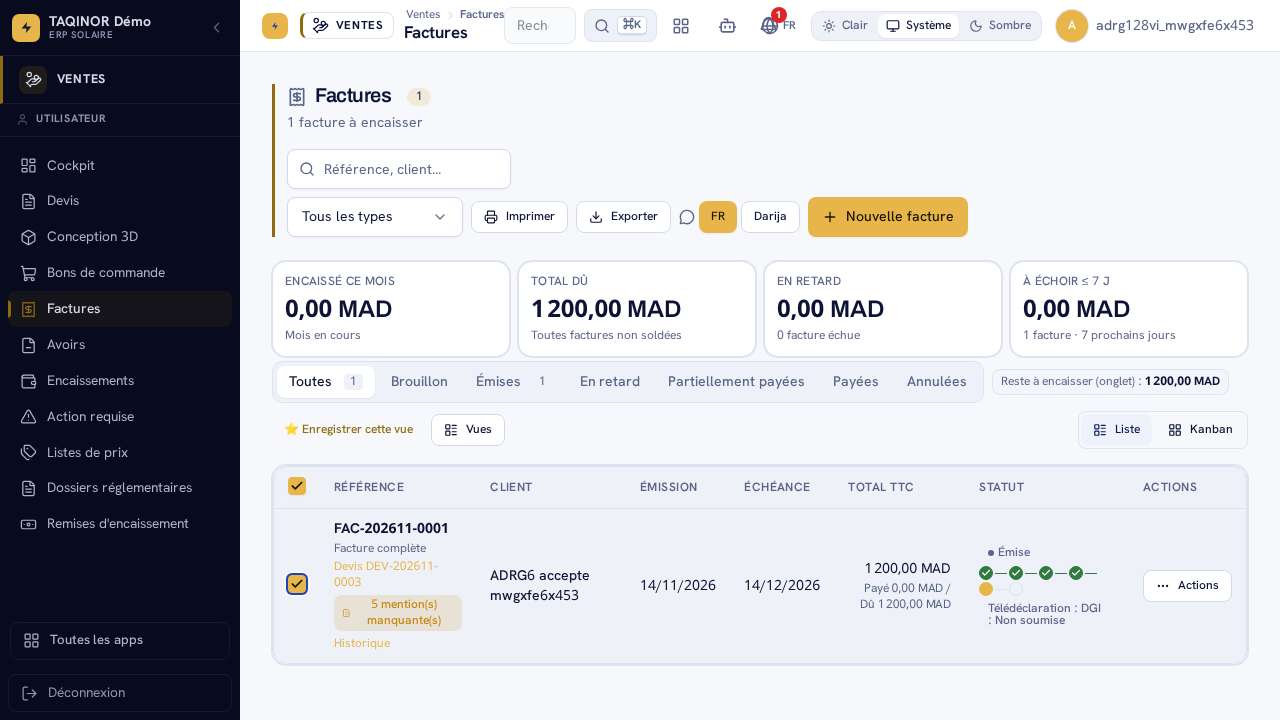 TAQINOR Démo
ERP SOLAIRE
VENTES
UTILISATEUR
Cockpit
Devis
Conception 3D
Bons de commande
Factures
Avoirs
Encaissements
Action requise
Listes de prix
Dossiers réglementaires
Remises d'encaissement
Toutes les apps
Déconnexion
VENTES
Ventes Factures
Factures
Rech
⌘K
1
FR
Clair Système Sombre
A
adrg128vi_mwgxfe6x453
Factures 1
1 facture à encaisser
Référence, client...
Tous les types Imprimer Exporter FR Darija Nouvelle facture
ENCAISSÉ CE MOIS
0,00 MAD
Mois en cours
TOTAL DÛ
1 200,00 MAD
Toutes factures non soldées
EN RETARD
0,00 MAD
0 facture échue
À ÉCHOIR ≤ 7 J
0,00 MAD
1 facture · 7 prochains jours
Toutes 1 Brouillon Émises 1 En retard Partiellement payées Payées Annulées Reste à encaisser (onglet) : 1 200,00 MAD
⭐ Enregistrer cette vue Vues Liste Kanban
RÉFÉRENCE CLIENT ÉMISSION ÉCHÉANCE TOTAL TTC STATUT ACTIONS
FAC-202611-0001
Facture complète
Devis DEV-202611-
0003
5 mention(s)
manquante(s)
Historique
ADRG6 accepte
mwgxfe6x453
14/11/2026
14/12/2026
1 200,00 MAD
Payé 0,00 MAD /
Dû 1 200,00 MAD
Émise
Télédéclaration : DGI
: Non soumise
Actions